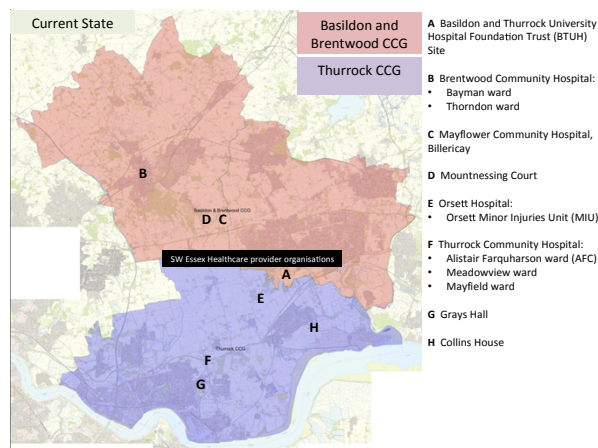 Current State
Basildon and
Brentwood CCG
Thurrock CCG
A Basildon and Thurrock University
Hospital Foundation Trust (BTUH)
Site
B Brentwood Community Hospital:
• Bayman ward
• Thorndon ward
C Mayflower Community Hospital,
Billericay
D Mountnessing Court
E Orsett Hospital:
• Orsett Minor Injuries Unit (MIU)
F Thurrock Community Hospital:
• Alistair Farquharson ward (AFC)
• Meadowview ward
• Mayfield ward
G Grays Hall
H Collins House
B
Basildon & Brentwood CCG
D C
SW Essex Healthcare provider organisations
A
E
H
Thurrock CCG
F
G